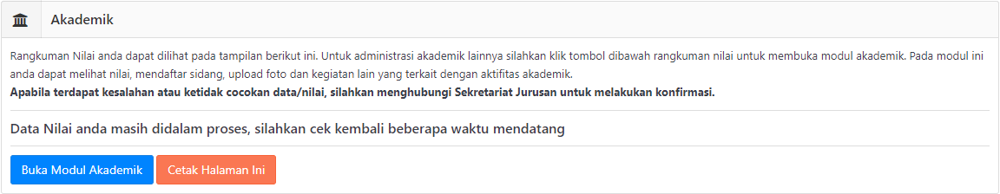 Akademik
Rangkuman Nilai anda dapat dilihat pada tampilan berikut ini. Untuk administrasi akademik lainnya silahkan klik tombol dibawah rangkuman nilai untuk membuka modul akademik. Pada modul ini
anda dapat melihat nilai, mendaftar sidang, upload foto dan kegiatan lain yang terkait dengan aktifitas akademik.
Apabila terdapat kesalahan atau ketidak cocokan data/nilai, silahkan menghubungi Sekretariat Jurusan untuk melakukan konfirmasi.
Data Nilai anda masih didalam proses, silahkan cek kembali beberapa waktu mendatang
Buka Modul Akademik Cetak Halaman Ini